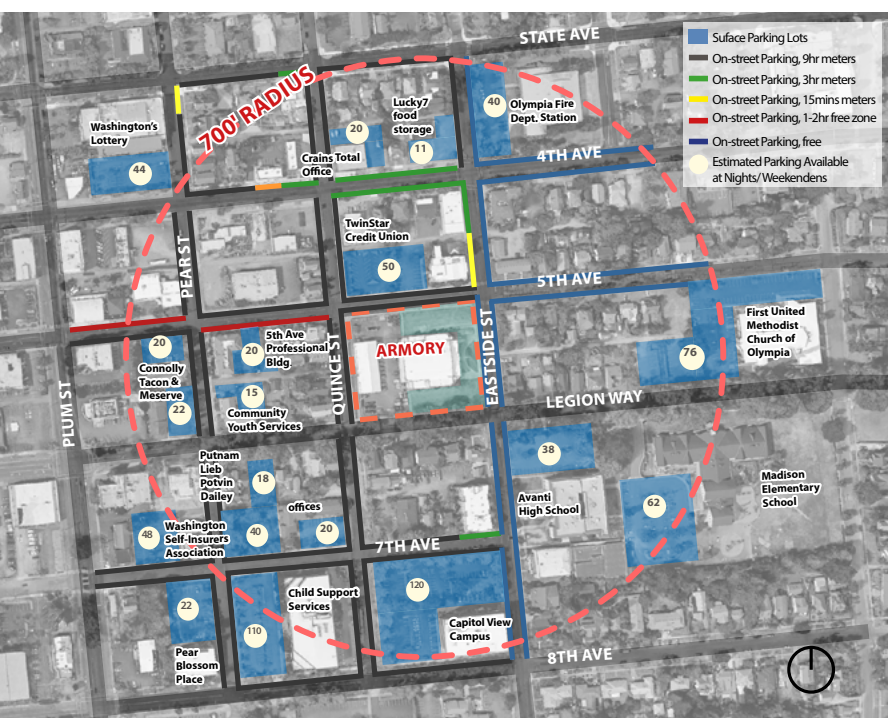 STATE AVE
Suface Parking Lots
On-street Parking, 9hr meters
On-street Parking, 3hr meters
On-street Parking, 15mins meters
On-street Parking, 1-2hr free zone
On-street Parking, free
Estimated Parking Available
at Nights/ Weekendens
700' RADIUS
Washington's
Lottery
44
Crains Total
Office
20
Lucky7
food
storage
11
40
Olympia Fire
Dept. Station
4TH AVE
PEAR ST
TwinStar
Credit Union
50
5TH AVE
First United
Methodist
Church of
Olympia
76
PLUM ST
20
Connolly
Tacon &
Meserve
22
20
5th Ave
Professional
Bldg.
15
Community
Youth Services
QUINCE ST
ARMORY
EASTSIDE ST
LEGION WAY
Putnam
Lieb
Potvin
Dailey
18
48
Washington
Self-Insurers
Association
40
offices
20
38
Avanti
High School
62
Madison
Elementary
School
7TH AVE
22
Pear
Blossom
Place
110
Child Support
Services
120
Capitol View
Campus
8TH AVE